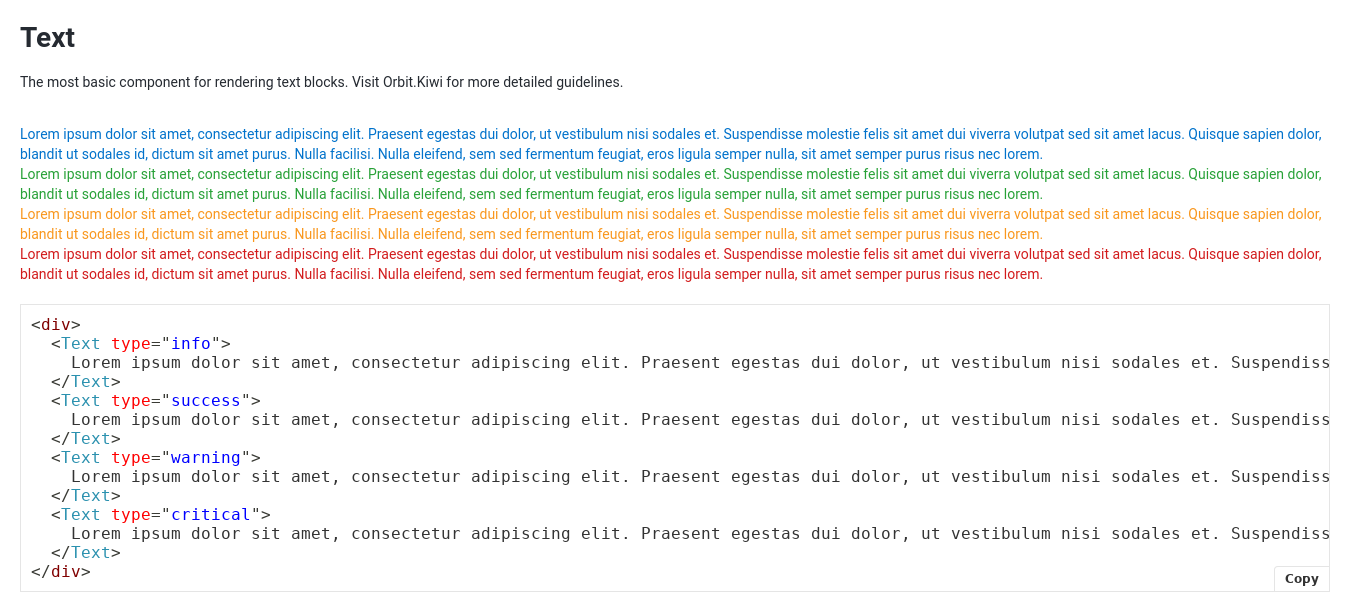 Text
The most basic component for rendering text blocks. Visit Orbit.Kiwi for more detailed guidelines.
Lorem ipsum dolor sit amet, consectetur adipiscing elit. Praesent egestas dui dolor, ut vestibulum nisi sodales et. Suspendisse molestie felis sit amet dui viverra volutpat sed sit amet lacus. Quisque sapien dolor,
blandit ut sodales id, dictum sit amet purus. Nulla facilisi. Nulla eleifend, sem sed fermentum feugiat, eros ligula semper nulla, sit amet semper purus risus nec lorem.
Lorem ipsum dolor sit amet, consectetur adipiscing elit. Praesent egestas dui dolor, ut vestibulum nisi sodales et. Suspendisse molestie felis sit amet dui viverra volutpat sed sit amet lacus. Quisque sapien dolor,
blandit ut sodales id, dictum sit amet purus. Nulla facilisi. Nulla eleifend, sem sed fermentum feugiat, eros ligula semper nulla, sit amet semper purus risus nec lorem.
Lorem ipsum dolor sit amet, consectetur adipiscing elit. Praesent egestas dui dolor, ut vestibulum nisi sodales et. Suspendisse molestie felis sit amet dui viverra volutpat sed sit amet lacus. Quisque sapien dolor,
blandit ut sodales id, dictum sit amet purus. Nulla facilisi. Nulla eleifend, sem sed fermentum feugiat, eros ligula semper nulla, sit amet semper purus risus nec lorem.
Lorem ipsum dolor sit amet, consectetur adipiscing elit. Praesent egestas dui dolor, ut vestibulum nisi sodales et. Suspendisse molestie felis sit amet dui viverra volutpat sed sit amet lacus. Quisque sapien dolor,
blandit ut sodales id, dictum sit amet purus. Nulla facilisi. Nulla eleifend, sem sed fermentum feugiat, eros ligula semper nulla, sit amet semper purus risus nec lorem.
<div>
  <Text type="info">
    Lorem ipsum dolor sit amet, consectetur adipiscing elit. Praesent egestas dui dolor, ut vestibulum nisi sodales et. Suspendiss
  </Text>
  <Text type="success">
    Lorem ipsum dolor sit amet, consectetur adipiscing elit. Praesent egestas dui dolor, ut vestibulum nisi sodales et. Suspendiss
  </Text>
  <Text type="warning">
    Lorem ipsum dolor sit amet, consectetur adipiscing elit. Praesent egestas dui dolor, ut vestibulum nisi sodales et. Suspendiss
  </Text>
  <Text type="critical">
    Lorem ipsum dolor sit amet, consectetur adipiscing elit. Praesent egestas dui dolor, ut vestibulum nisi sodales et. Suspendiss
  </Text>
</div>
Copy